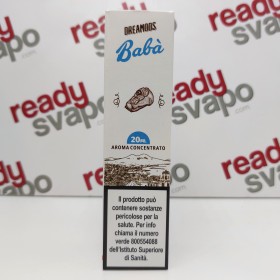 DREAMODS
Babà
20mL
AROMA CONCENTRATO
Il prodotto può
contenere sostanze
pericolose per la
salute. Per info
chiama il numero
verde 800554088
dell'Istituto Superiore
di Sanità.
ready
svapo
ready
svapo
ready
svapo
ready
svapo